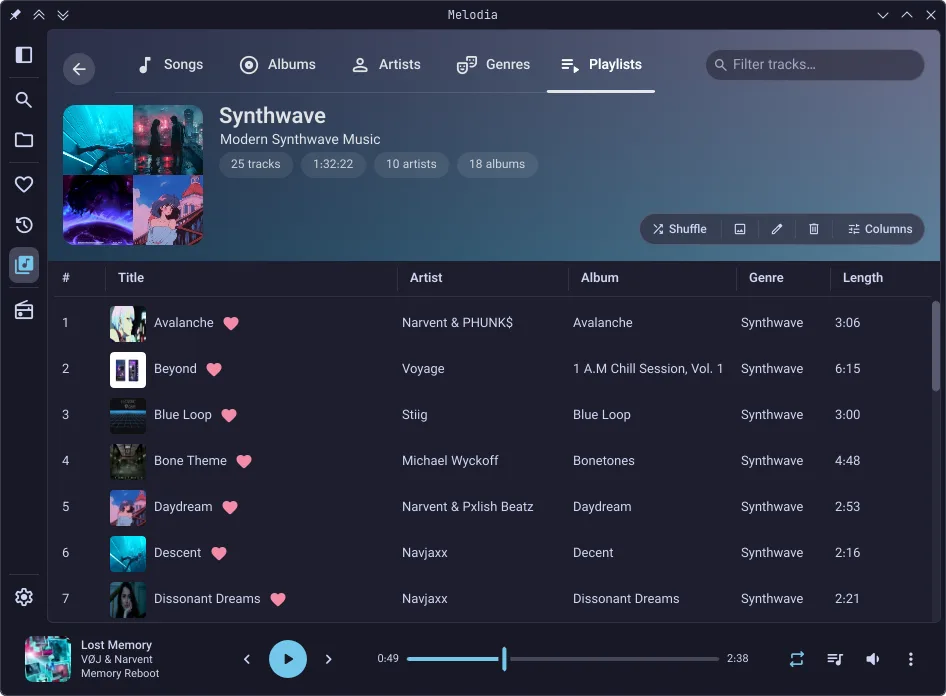 Melodia
Songs Albums Artists Genres Playlists Filter tracks...
Synthwave
Modern Synthwave Music
25 tracks 1:32:22 10 artists 18 albums
Shuffle Columns
# Title Artist Album Genre Length
1 Avalanche Narvent & PHUNK$ Avalanche Synthwave 3:06
2 Beyond Voyage 1 A.M Chill Session, Vol. 1 Synthwave 6:15
3 Blue Loop Stiig Blue Loop Synthwave 3:00
4 Bone Theme Michael Wyckoff Bonetones Synthwave 4:48
5 Daydream Narvent & Pxlish Beatz Daydream Synthwave 2:53
6 Descent Navjaxx Decent Synthwave 2:16
7 Dissonant Dreams Navjaxx Dissonant Dreams Synthwave 2:21
Lost Memory
VØJ & Narvent
Memory Reboot
0:49 2:38